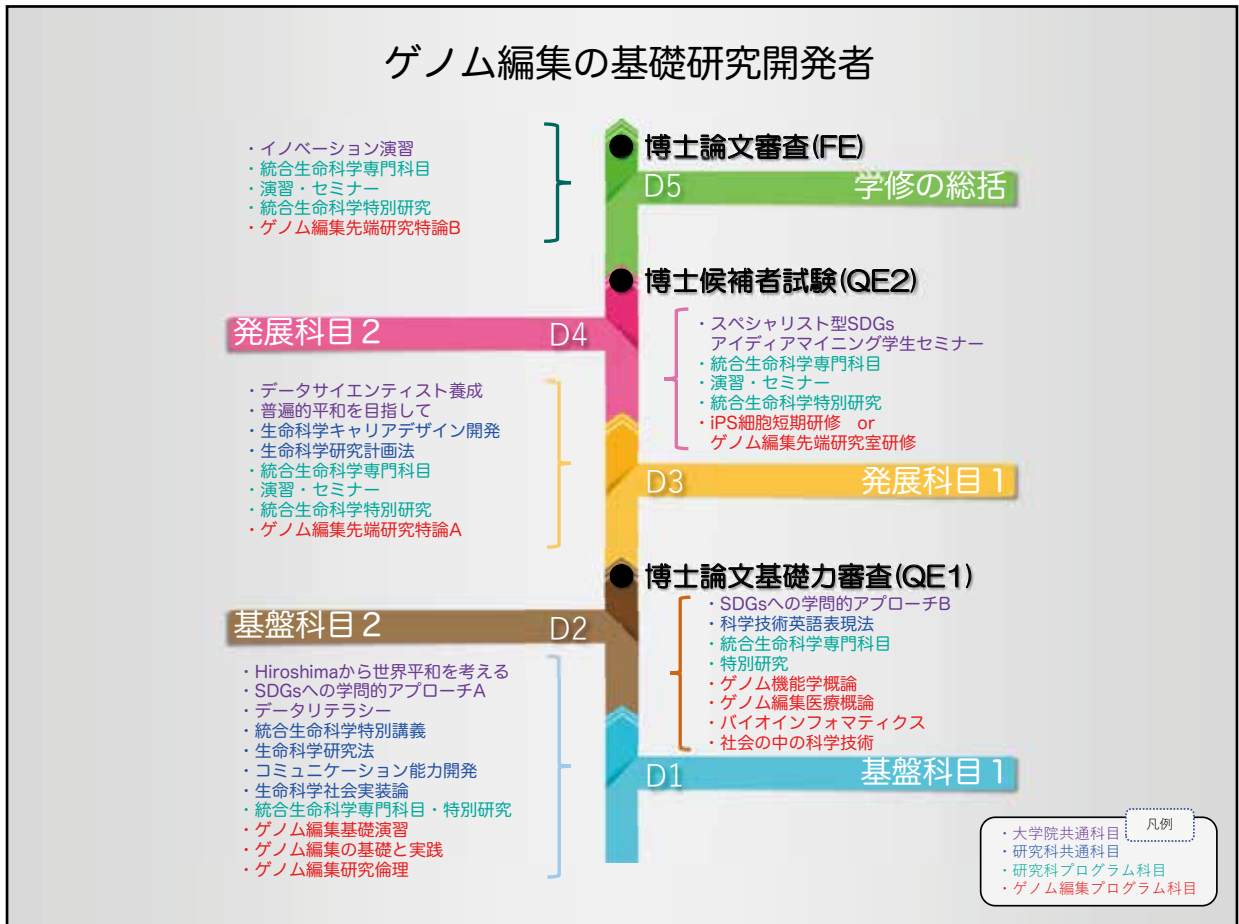 ゲノム編集の基礎研究開発者
・イノベーション演習
・統合生命科学専門科目
・演習・セミナー
・統合生命科学特別研究
・ゲノム編集先端研究特論B
博士論文審査(FE)
D5
学修の総括
博士候補者試験(QE2)
発展科目２
D4
・スペシャリスト型SDGs
アイディアマイニング学生セミナー
・統合生命科学専門科目
・演習・セミナー
・統合生命科学特別研究
・iPS細胞短期研修　or
ゲノム編集先端研究室研修
・データサイエンティスト養成
・普遍的平和を目指して
・生命科学キャリアデザイン開発
・生命科学研究計画法
・統合生命科学専門科目
・演習・セミナー
・統合生命科学特別研究
・ゲノム編集先端研究特論A
D3
発展科目１
博士論文基礎力審査(QE1)
基盤科目２
D2
・SDGsへの学問的アプローチB
・科学技術英語表現法
・統合生命科学専門科目
・特別研究
・ゲノム機能学概論
・ゲノム編集医療概論
・バイオインフォマティクス
・社会の中の科学技術
・Hiroshimaから世界平和を考える
・SDGsへの学問的アプローチA
・データリテラシー
・統合生命科学特別講義
・生命科学研究法
・コミュニケーション能力開発
・生命科学社会実装論
・統合生命科学専門科目・特別研究
・ゲノム編集基礎演習
・ゲノム編集の基礎と実践
・ゲノム編集研究倫理
D1
基盤科目１
凡例
・大学院共通科目
・研究科共通科目
・研究科プログラム科目
・ゲノム編集プログラム科目